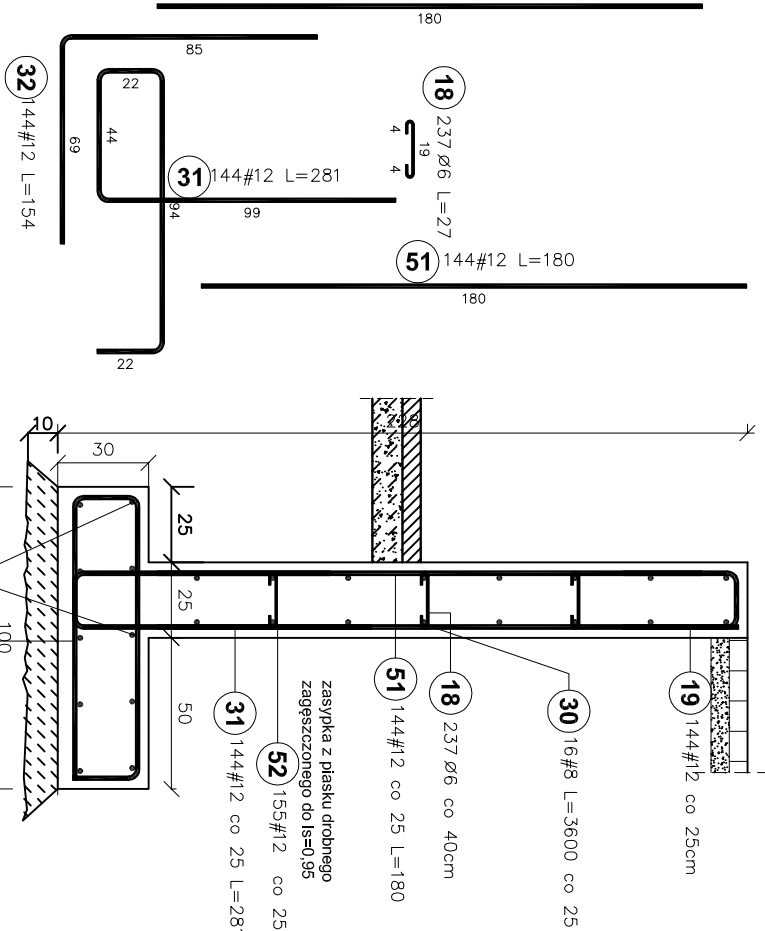 180
85
32
144#12 L=154
69
22
44
31
144#12 L=281
94
99
22
18
237 Ø6 L=27
4
19
4
51
144#12 L=180
180
10
30
228
25
25
50
100
zasypka z piasku drobnego
zagęszczonego do Is=0,95
31
144#12 co 25 L=281
52
155#12 co 25
51
144#12 co 25 L=180
18
237 Ø6 co 40cm
30
16#8 L=3600 co 25
19
144#12 co 25cm